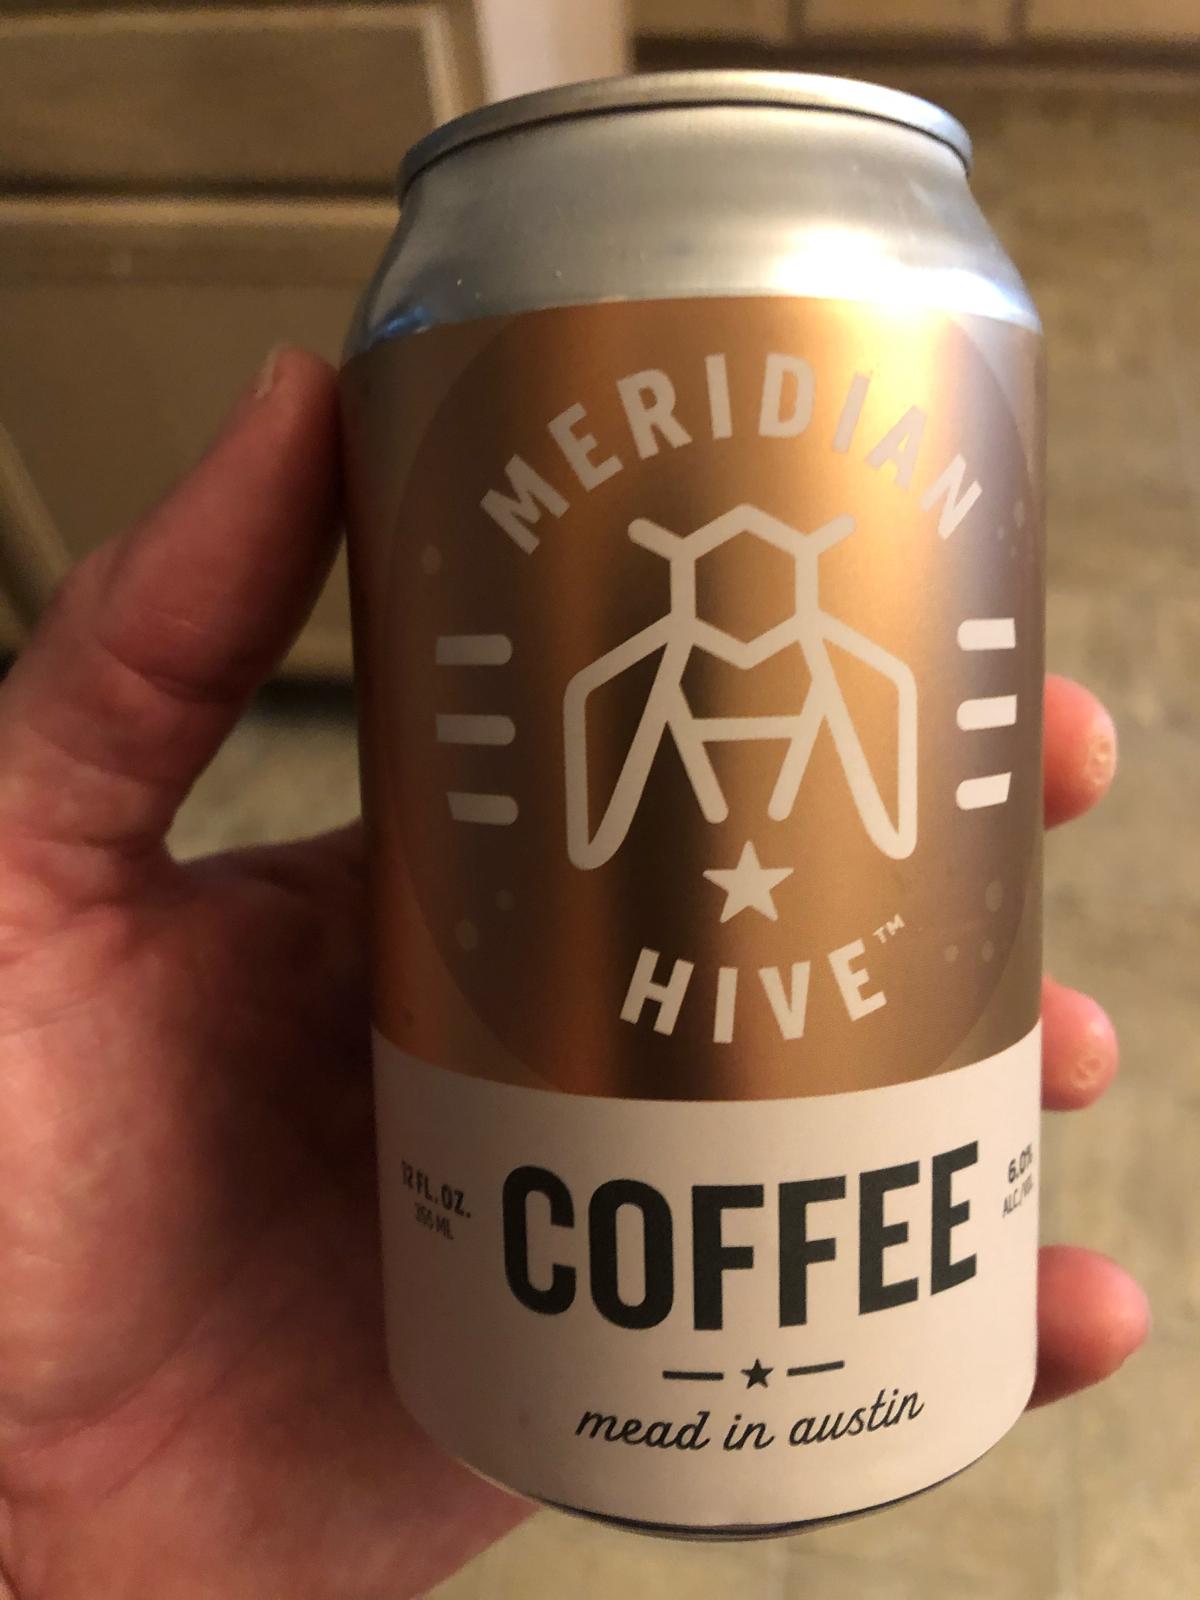 MERIDIAN
HIVE™
12 FL. OZ.
355 ML
COFFEE
6.0%
ALC./VOL.
mead in austin